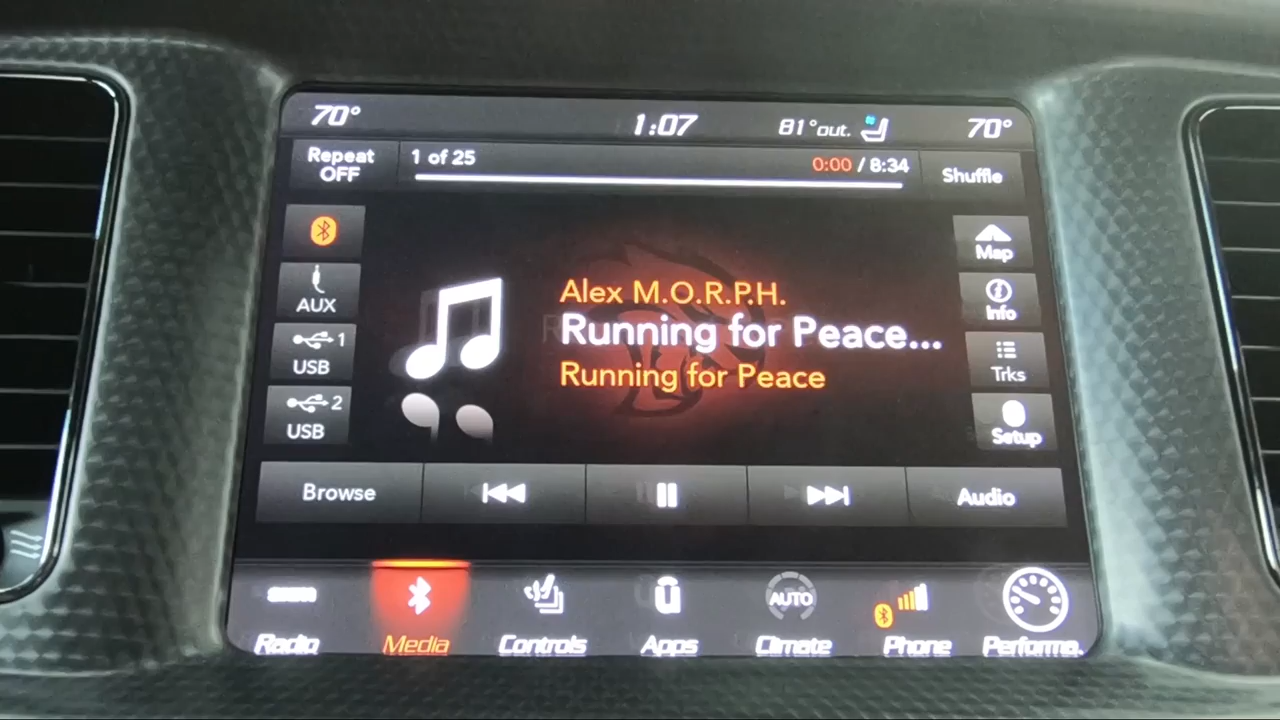 70° 1:07 81°out. 70°
Repeat
OFF
1 of 25 0:00 / 8:34
Shuffle
AUX
1
USB
2
USB
Alex M.O.R.P.H.
Running for Peace...
Running for Peace
Map
Info
Trks
Setup
Browse
Audio
AUTO
Radio Media Controls Apps Climate Phone Performa.